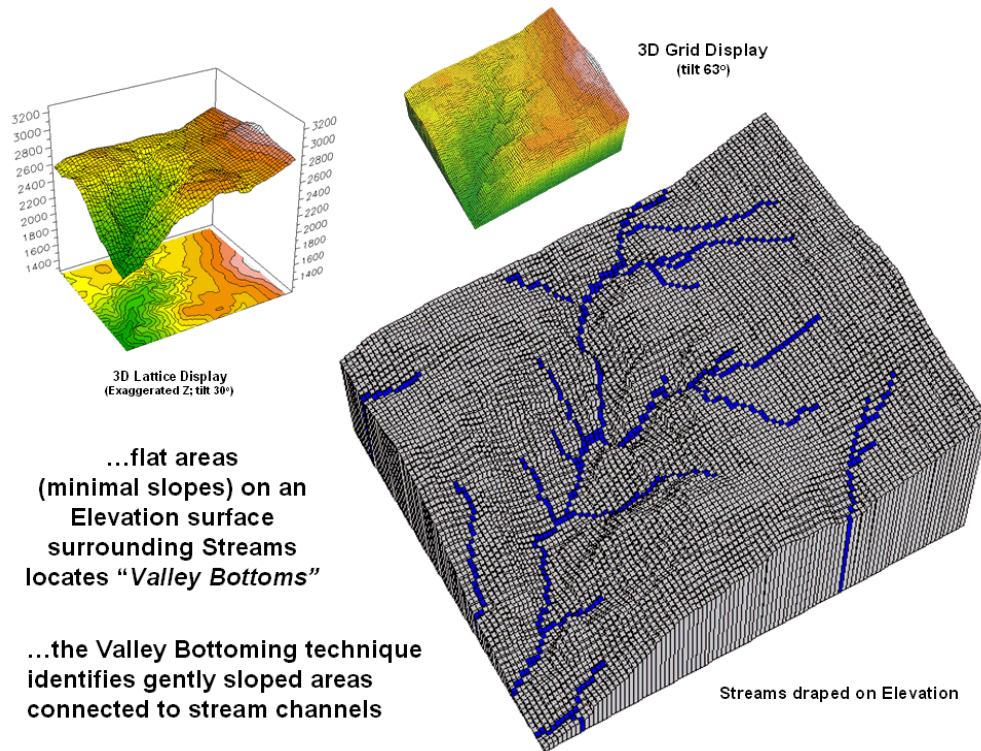 3D Grid Display
(tilt 63°)
3200
3000
2800
2600
2400
2200
2000
1800
1600
1400
3200
3000
2800
2600
2400
2200
2000
1800
1600
1400
3D Lattice Display
(Exaggerated Z; tilt 30°)
…flat areas
(minimal slopes) on an
Elevation surface
surrounding Streams
locates “Valley Bottoms”
…the Valley Bottoming technique
identifies gently sloped areas
connected to stream channels
Streams draped on Elevation